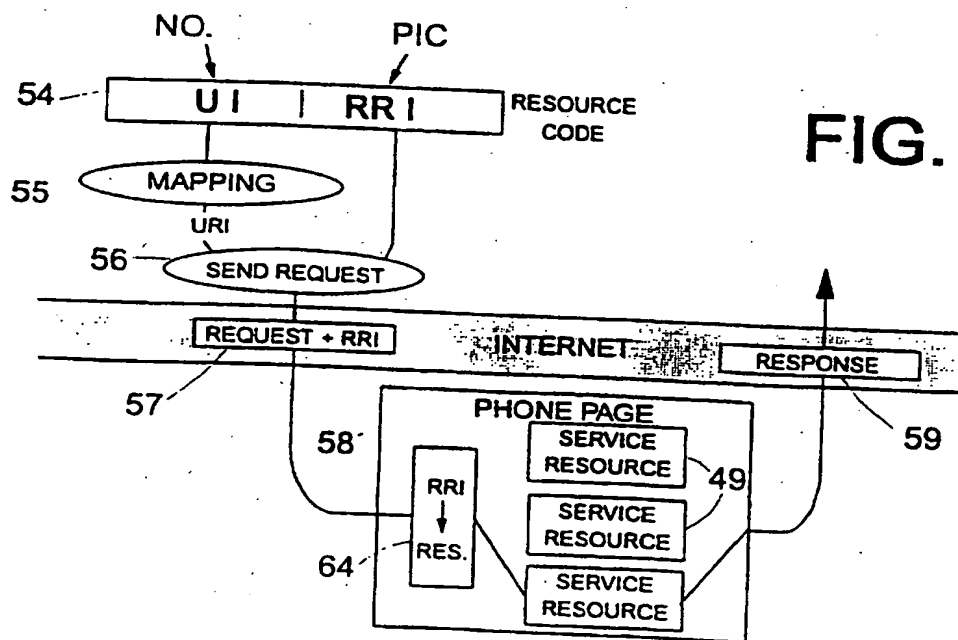 NO.
PIC
54
UI | RRI
RESOURCE
CODE
FIG.
MAPPING
55
URI
56
SEND REQUEST
REQUEST + RRI
INTERNET
RESPONSE
57
59
58
PHONE PAGE
SERVICE
RESOURCE
49
RRI
RES.
64
SERVICE
RESOURCE
SERVICE
RESOURCE